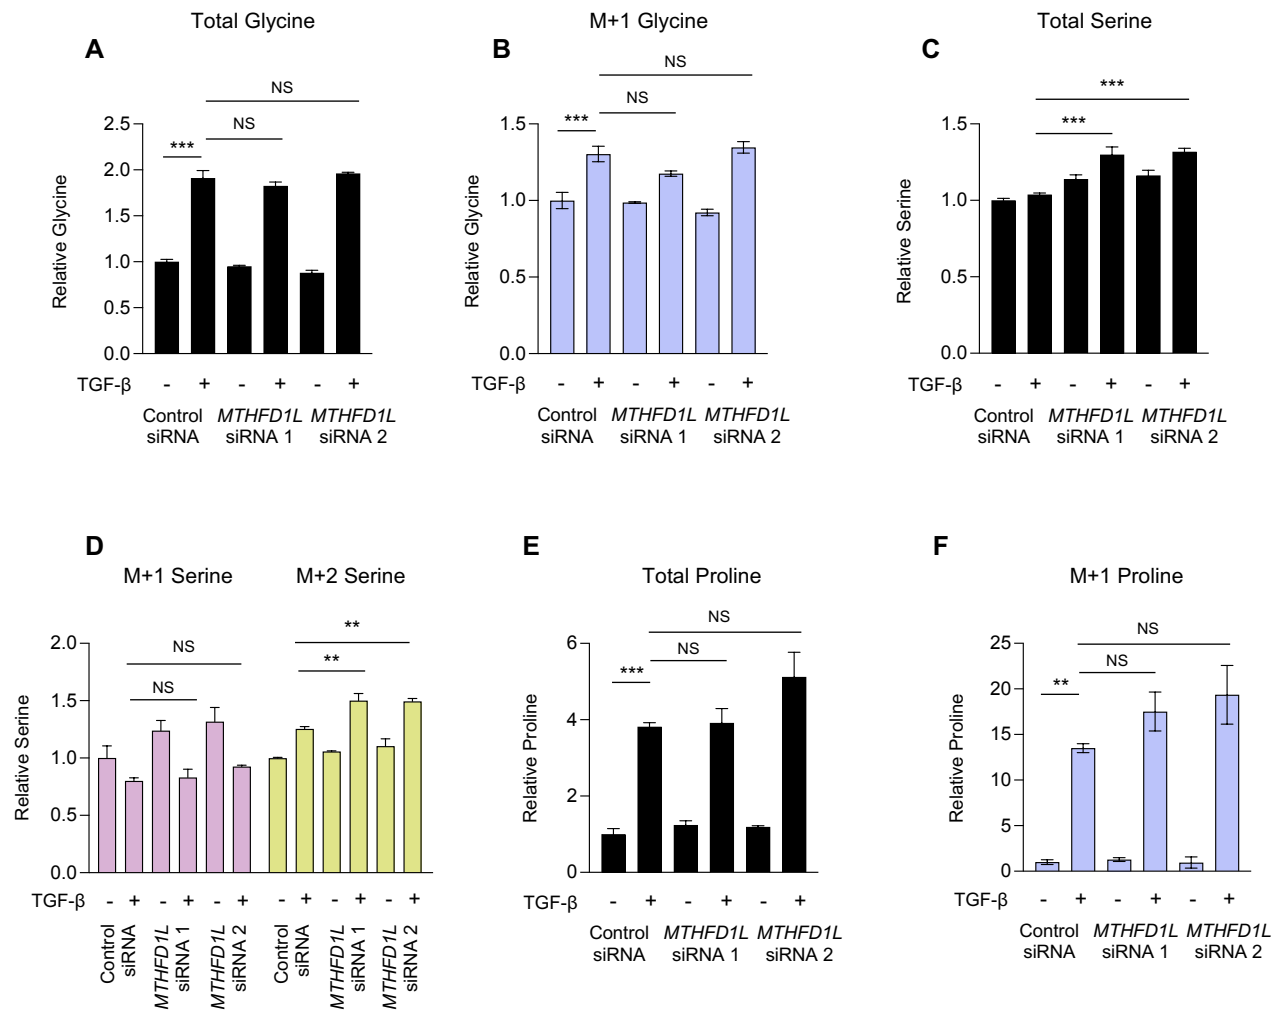 Total Glycine
A
NS
NS
***
2.5
2.0
1.5
1.0
0.5
0.0
Relative Glycine
TGF-β - + - + - +
Control MTHFD1L MTHFD1L
siRNA siRNA 1 siRNA 2
M+1 Glycine
B
NS
NS
***
1.5
1.0
0.5
0.0
Relative Glycine
TGF-β - + - + - +
Control MTHFD1L MTHFD1L
siRNA siRNA 1 siRNA 2
Total Serine
C
***
***
1.5
1.0
0.5
0.0
Relative Serine
TGF-β - + - + - +
Control MTHFD1L MTHFD1L
siRNA siRNA 1 siRNA 2
D
M+1 Serine M+2 Serine
NS
NS
**
**
2.0
1.5
1.0
0.5
0.0
Relative Serine
TGF-β - + - + - + - + - + - +
Control
siRNA
MTHFD1L
siRNA 1
MTHFD1L
siRNA 2
Control
siRNA
MTHFD1L
siRNA 1
MTHFD1L
siRNA 2
E
Total Proline
NS
NS
***
6
4
2
0
Relative Proline
TGF-β - + - + - +
Control MTHFD1L MTHFD1L
siRNA siRNA 1 siRNA 2
F
M+1 Proline
NS
NS
**
25
20
15
10
5
0
Relative Proline
TGF-β - + - + - +
Control MTHFD1L MTHFD1L
siRNA siRNA 1 siRNA 2